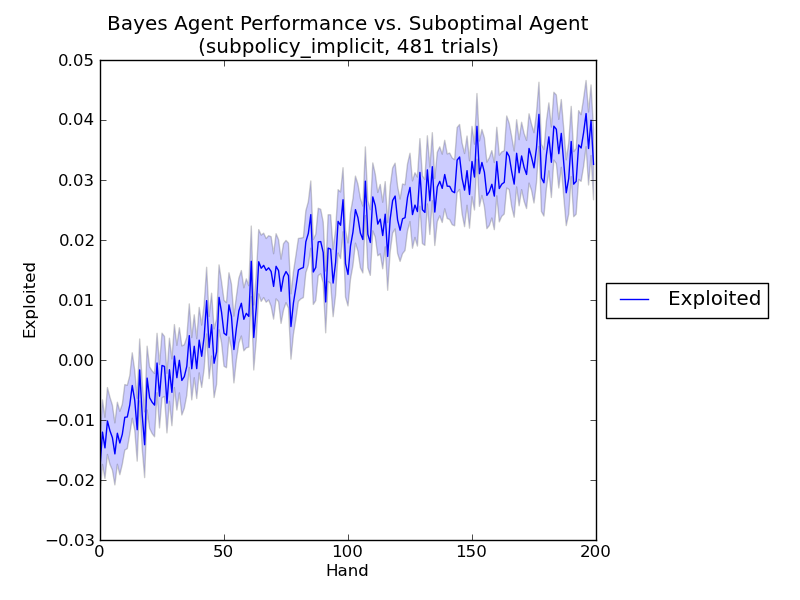 Bayes Agent Performance vs. Suboptimal Agent
(subpolicy_implicit, 481 trials)
0.05
0.04
0.03
0.02
0.01
0.00
−0.01
−0.02
−0.03
Exploited
0 50 100 150 200
Hand
Exploited